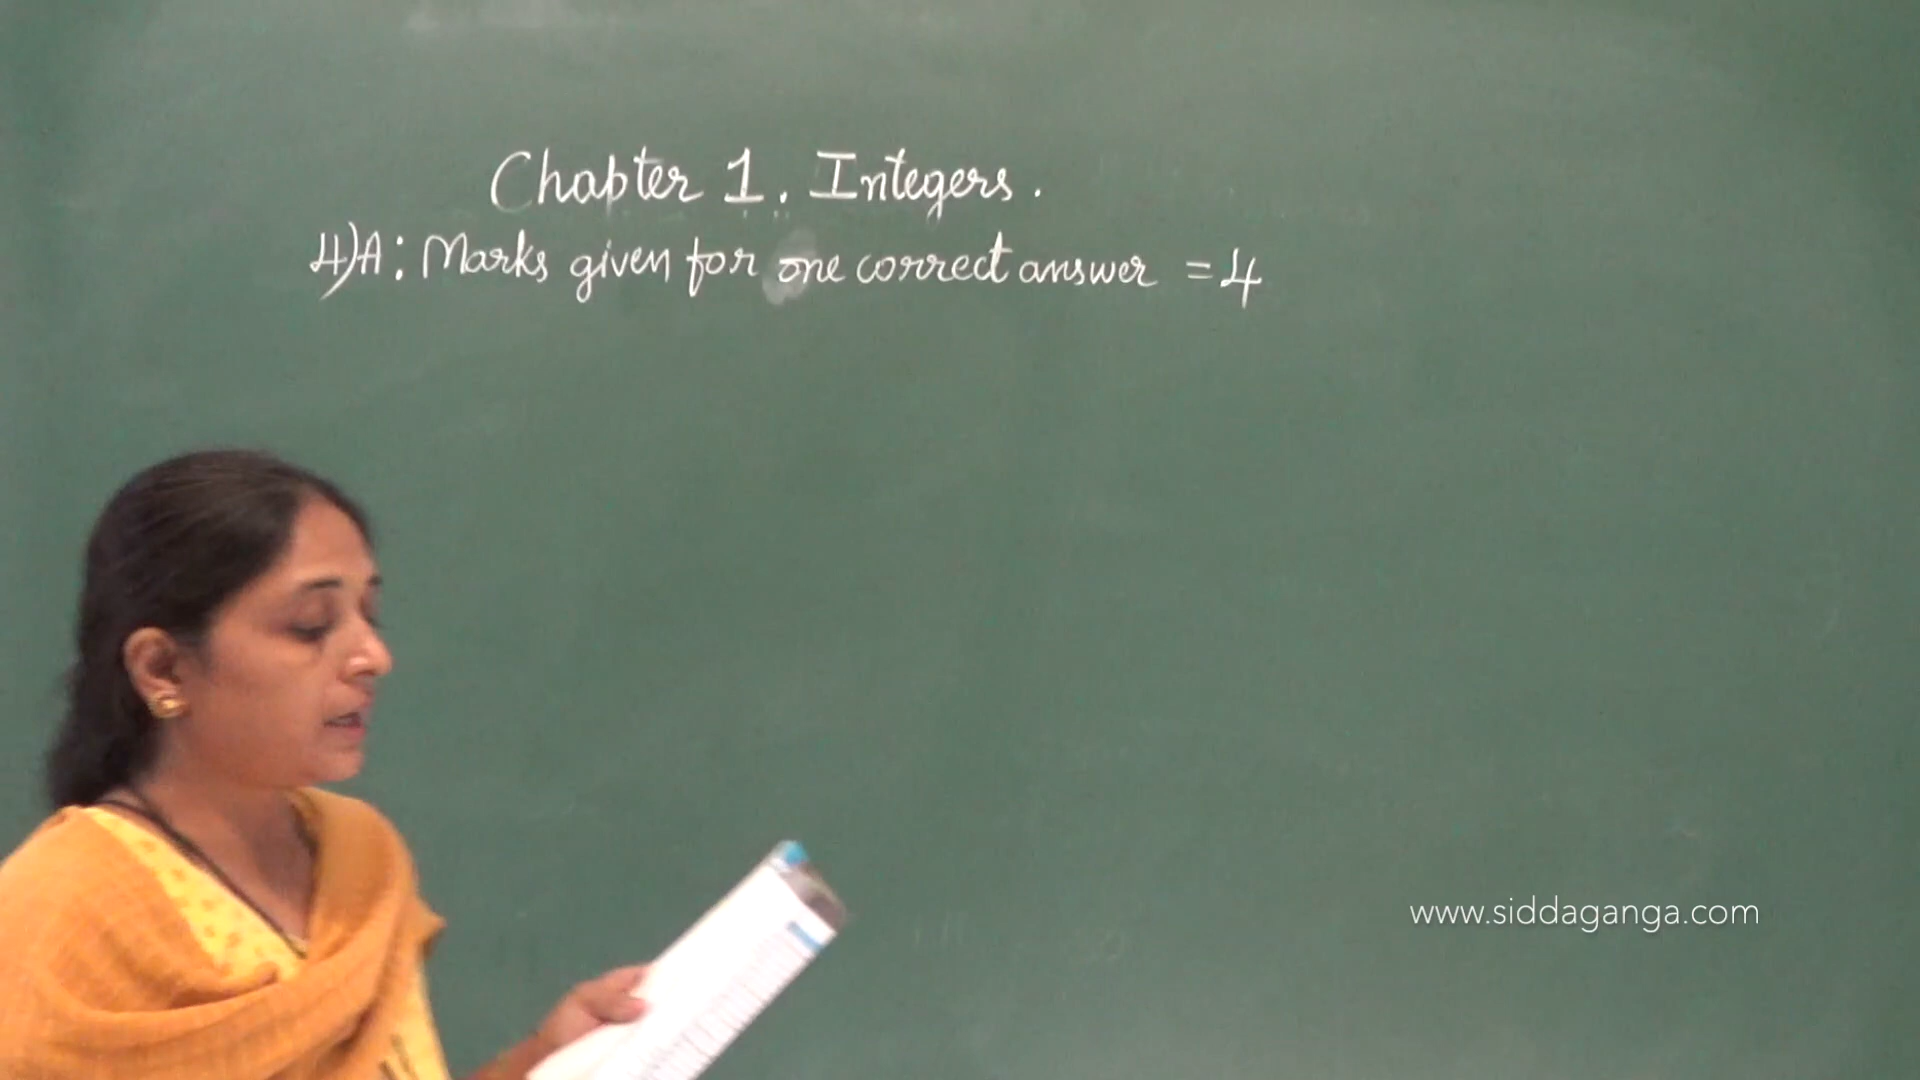 Chapter 1. Integers.
4)A: Marks given for one correct answer = 4
www.siddaganga.com